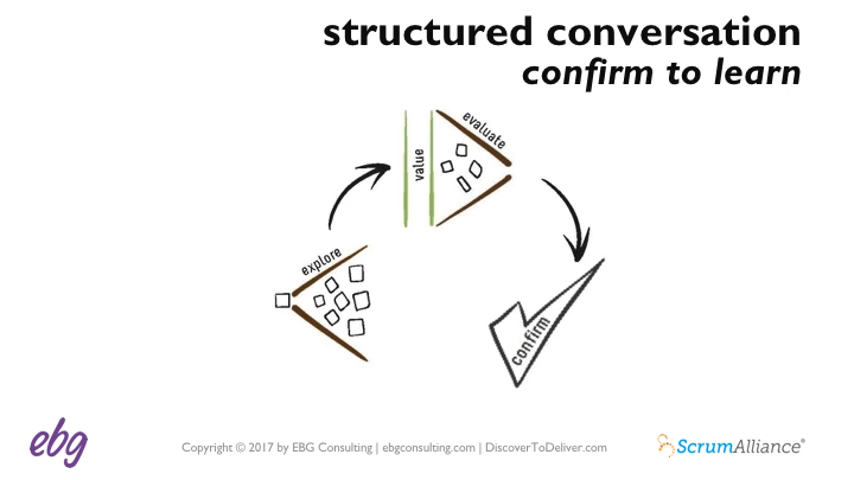 structured conversation
confirm to learn
explore
value
evaluate
confirm
ebg
Copyright © 2017 by EBG Consulting | ebgconsulting.com | DiscoverToDeliver.com
ScrumAlliance®